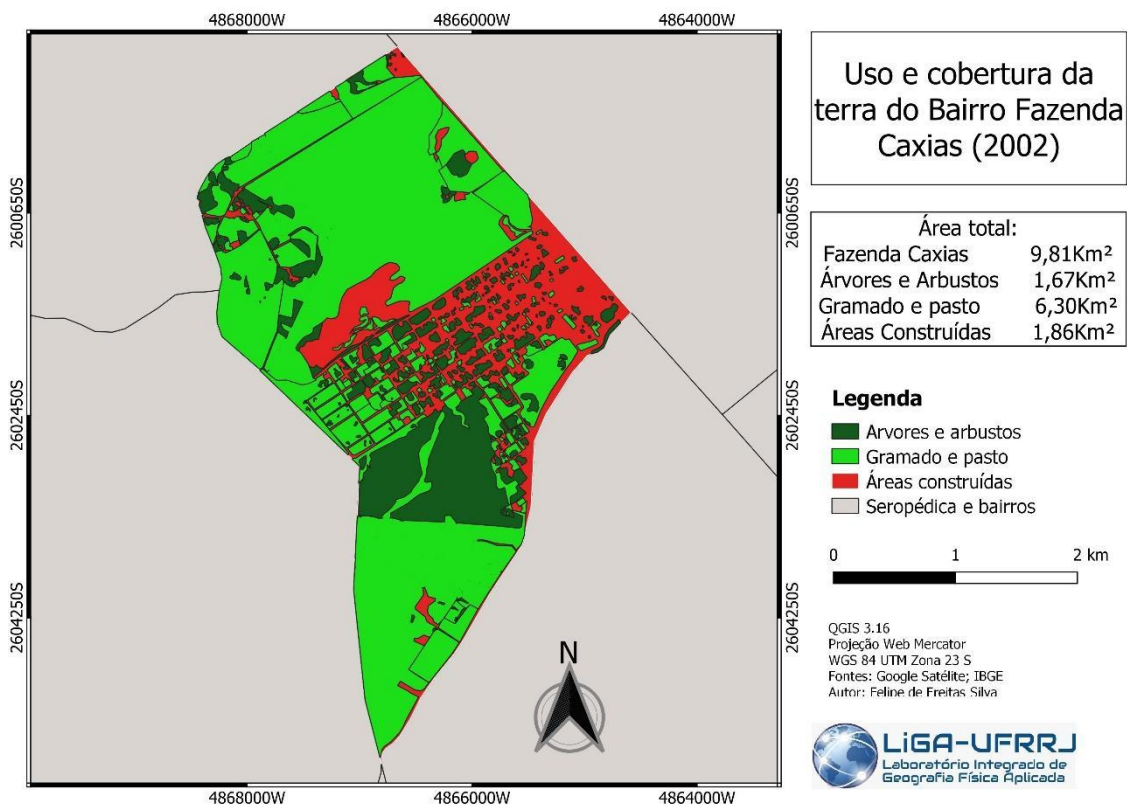 4868000W 4866000W 4864000W
2600650S
2602450S
2604250S
4868000W 4866000W 4864000W
N
Uso e cobertura da
terra do Bairro Fazenda
Caxias (2002)
Área total:
Fazenda Caxias 9,81Km²
Árvores e Arbustos 1,67Km²
Gramado e pasto 6,30Km²
Áreas Construídas 1,86Km²
Legenda
Arvores e arbustos
Gramado e pasto
Áreas construídas
Seropédica e bairros
0 1 2 km
QGIS 3.16
Projeção Web Mercator
WGS 84 UTM Zona 23 S
Fontes: Google Satélite; IBGE
Autor: Felipe de Freitas Silva
LiGA-UFRRJ
Laboratório Integrado de
Geografia Física Aplicada